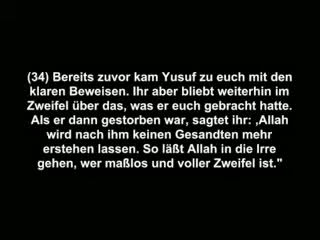 (34) Bereits zuvor kam Yusuf zu euch mit den
klaren Beweisen. Ihr aber bliebt weiterhin im
Zweifel über das, was er euch gebracht hatte.
Als er dann gestorben war, sagtet ihr: ,Allah
wird nach ihm keinen Gesandten mehr
erstehen lassen. So läßt Allah in die Irre
gehen, wer maßlos und voller Zweifel ist."